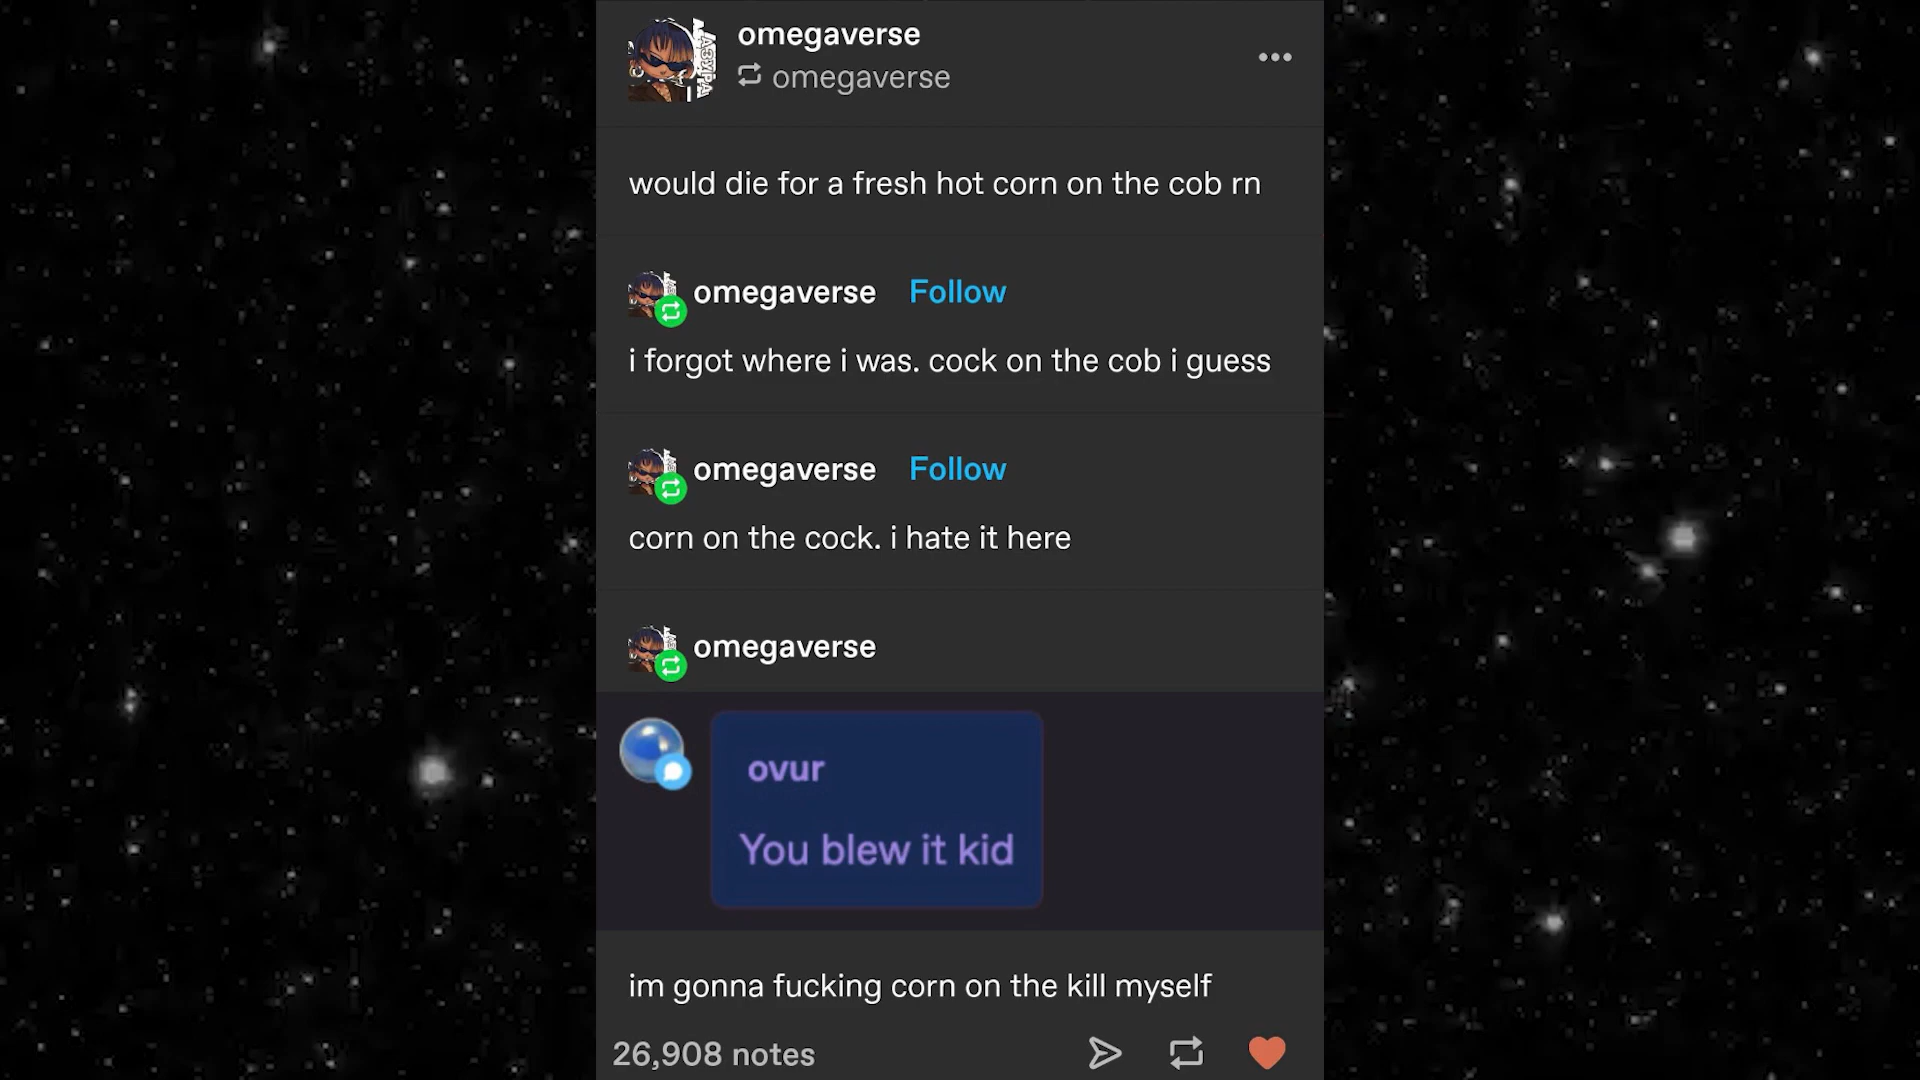 omegaverse
omegaverse
would die for a fresh hot corn on the cob rn
omegaverse Follow
i forgot where i was. cock on the cob i guess
omegaverse Follow
corn on the cock. i hate it here
omegaverse
ovur
You blew it kid
im gonna fucking corn on the kill myself
26,908 notes